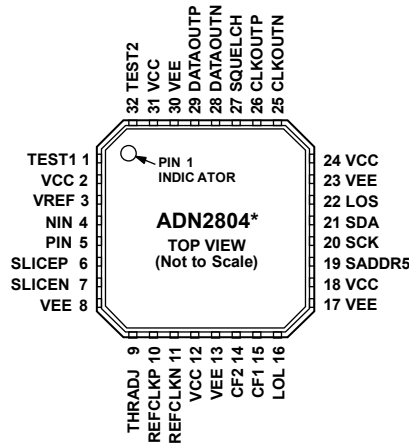 32 TEST2
31 VCC
30 VEE
29 DATAOUTP
28 DATAOUTN
27 SQUELCH
26 CLKOUTP
25 CLKOUTN
TEST1 1
VCC 2
VREF 3
NIN 4
PIN 5
SLICEP 6
SLICEN 7
VEE 8
PIN 1
INDICATOR
ADN2804*
TOP VIEW
(Not to Scale)
24 VCC
23 VEE
22 LOS
21 SDA
20 SCK
19 SADDR5
18 VCC
17 VEE
THRADJ 9
REFCLKP 10
REFCLKN 11
VCC 12
VEE 13
CF2 14
CF1 15
LOL 16